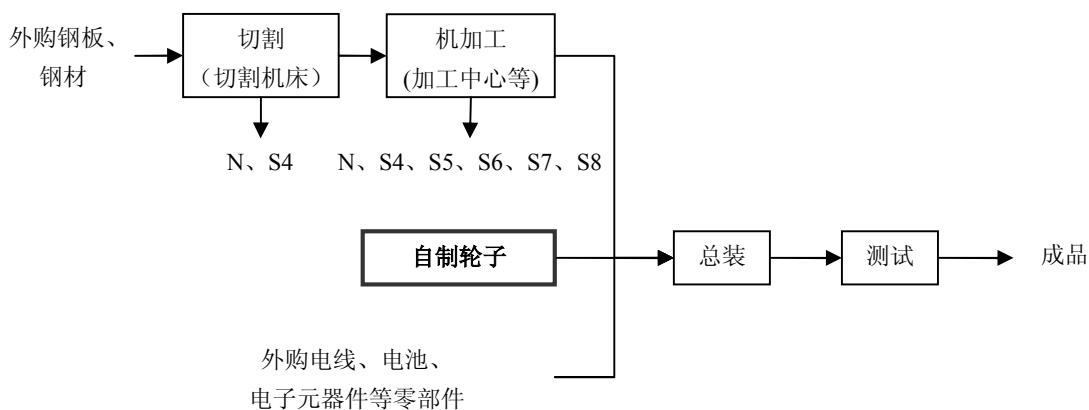 外购钢板、
钢材
切割
（切割机床）
机加工
(加工中心等)
N、S4
N、S4、S5、S6、S7、S8
自制轮子
总装
测试
成品
外购电线、电池、
电子元器件等零部件